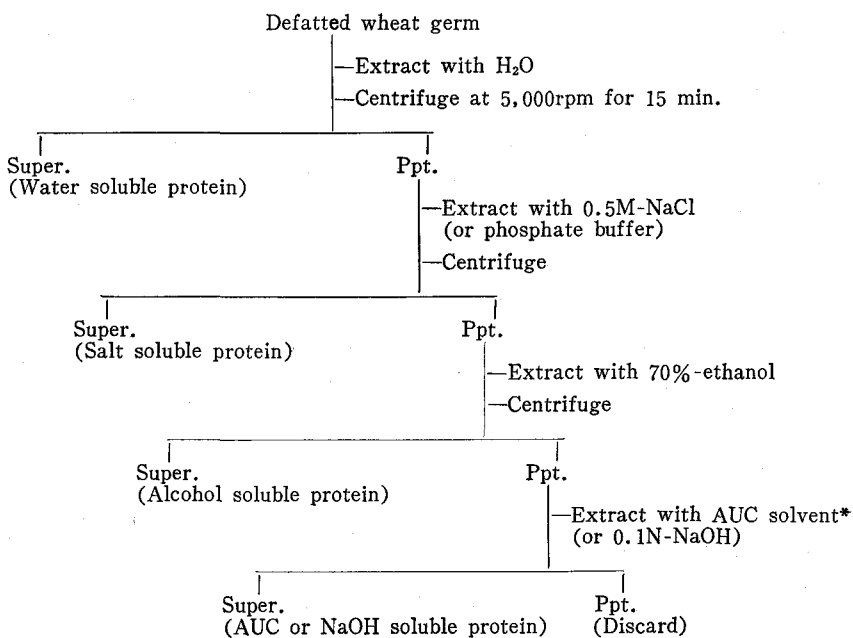 Defatted wheat germ
Extract with H₂O
Centrifuge at 5,000rpm for 15 min.
Super.
(Water soluble protein)
Ppt.
Extract with 0.5M-NaCl
(or phosphate buffer)
Centrifuge
Super.
(Salt soluble protein)
Ppt.
Extract with 70%-ethanol
Centrifuge
Super.
(Alcohol soluble protein)
Ppt.
Extract with AUC solvent*
(or 0.1N-NaOH)
Super.
(AUC or NaOH soluble protein)
Ppt.
(Discard)